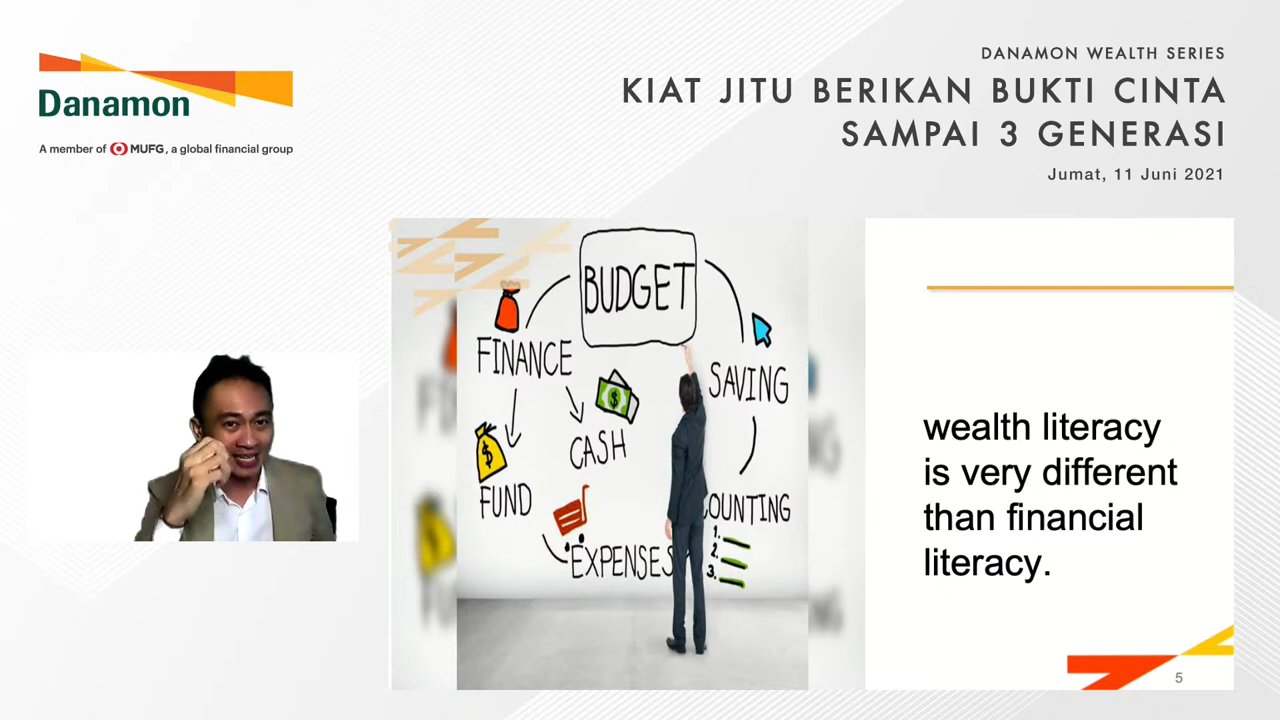 Danamon
A member of MUFG, a global financial group
DANAMON WEALTH SERIES
KIAT JITU BERIKAN BUKTI CINTA
SAMPAI 3 GENERASI
Jumat, 11 Juni 2021
BUDGET
FINANCE
SAVING
CASH
FUND
COUNTING
EXPENSES
1.
2.
3.
wealth literacy
is very different
than financial
literacy.
5